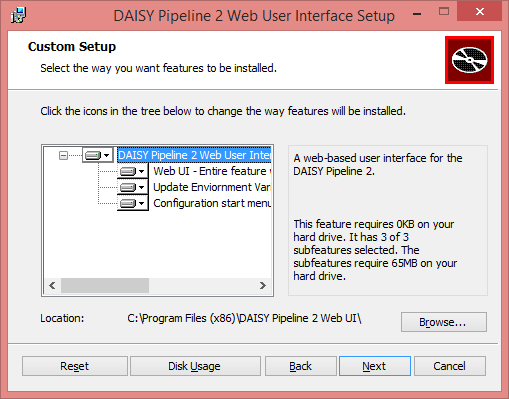 DAISY Pipeline 2 Web User Interface Setup
Custom Setup
Select the way you want features to be installed.
Click the icons in the tree below to change the way features will be installed.
DAISY Pipeline 2 Web User Inte
Web UI - Entire feature
Update Enviornment Var
Configuration start menu
A web-based user interface for the
DAISY Pipeline 2.
This feature requires 0KB on your
hard drive. It has 3 of 3
subfeatures selected. The
subfeatures require 65MB on your
hard drive.
Location: C:\Program Files (x86)\DAISY Pipeline 2 Web UI\
Browse...
Reset Disk Usage Back Next Cancel